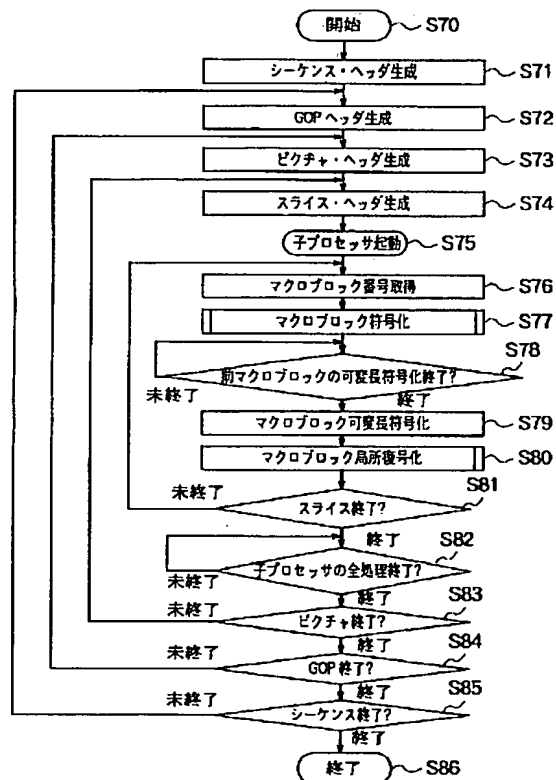 開始 S70
シーケンス・ヘッダ生成 S71
GOPヘッダ生成 S72
ピクチャ・ヘッダ生成 S73
スライス・ヘッダ生成 S74
子プロセッサ起動 S75
マクロブロック番号取得 S76
マクロブロック符号化 S77
S78
前マクロブロックの可変長符号化終了?
未終了 終了
マクロブロック可変長符号化 S79
マクロブロック局所復号化 S80
S81
未終了
スライス終了?
終了 S82
子プロセッサの全処理終了?
未終了 終了
S83
未終了
ピクチャ終了?
終了 S84
未終了
GOP終了?
終了 S85
未終了
シーケンス終了?
終了
終了 S86